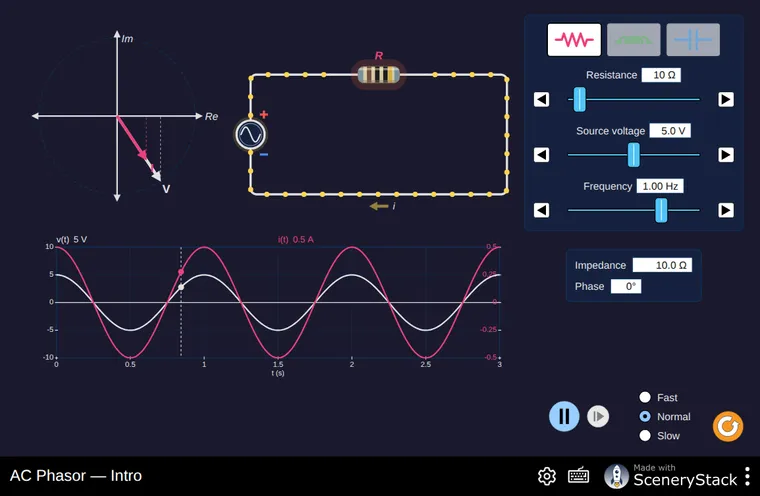 Im
Re
V
R
+
−
i
Resistance 10 Ω
Source voltage 5.0 V
Frequency 1.00 Hz
Impedance 10.0 Ω
Phase 0°
v(t) 5 V
i(t) 0.5 A
10
5
0
-5
-10
0.5
0.25
0
-0.25
-0.5
0 0.5 1 1.5 2 2.5 3
t (s)
Fast
Normal
Slow
AC Phasor — Intro
Made with
SceneryStack